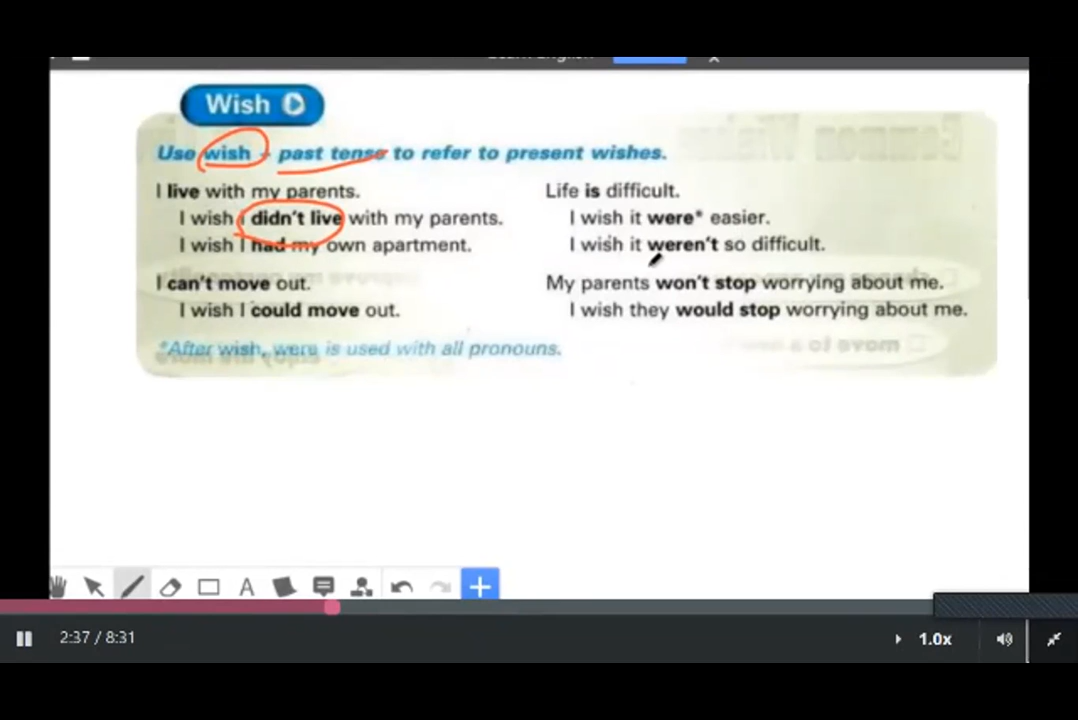 Learn English
Wish
Use wish + past tense to refer to present wishes.
I live with my parents.
I wish I didn't live with my parents.
I wish I had my own apartment.
I can't move out.
I wish I could move out.
Life is difficult.
I wish it were* easier.
I wish it weren't so difficult.
My parents won't stop worrying about me.
I wish they would stop worrying about me.
*After wish, were is used with all pronouns.
A
2:37 / 8:31
1.0x